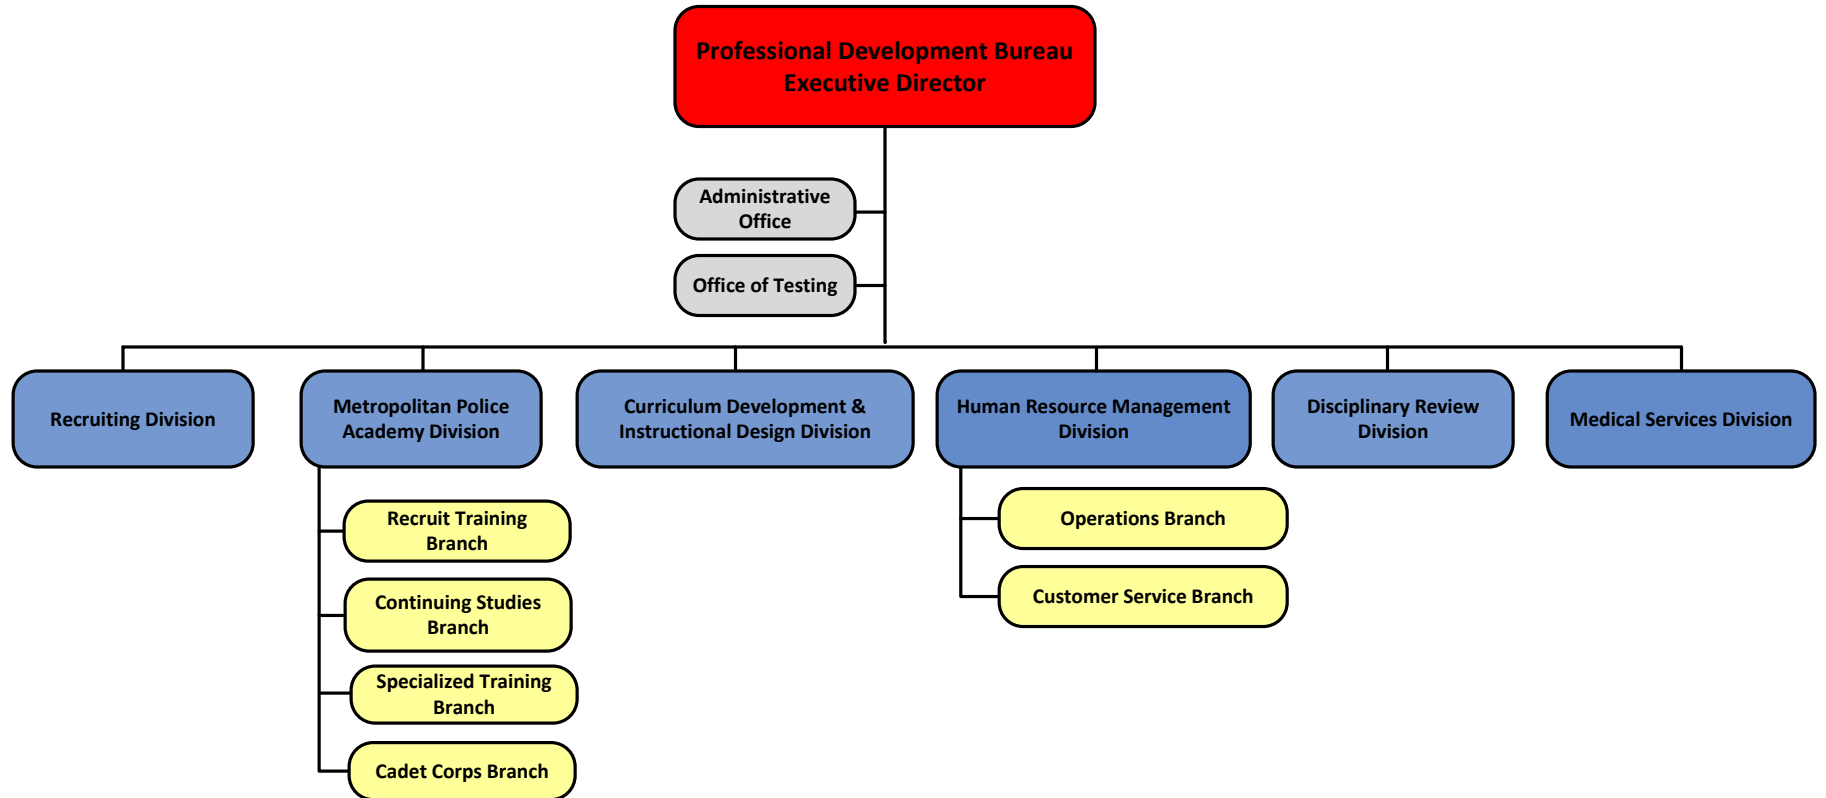 Professional Development Bureau
Executive Director
Administrative
Office
Office of Testing
Recruiting Division
Metropolitan Police
Academy Division
Curriculum Development &
Instructional Design Division
Human Resource Management
Division
Disciplinary Review
Division
Medical Services Division
Recruit Training
Branch
Continuing Studies
Branch
Specialized Training
Branch
Cadet Corps Branch
Operations Branch
Customer Service Branch